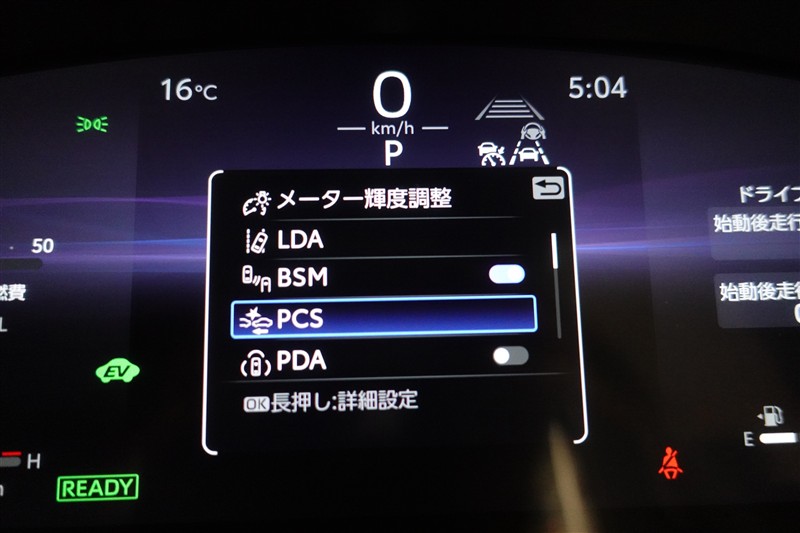 16℃
0
5:04
km/h
P
メーター輝度調整
ドライブ
始動後走行
LDA
50
BSM
燃費
始動後走行
PCS
L
PDA
EV
OK長押し:詳細設定
E
H
READY